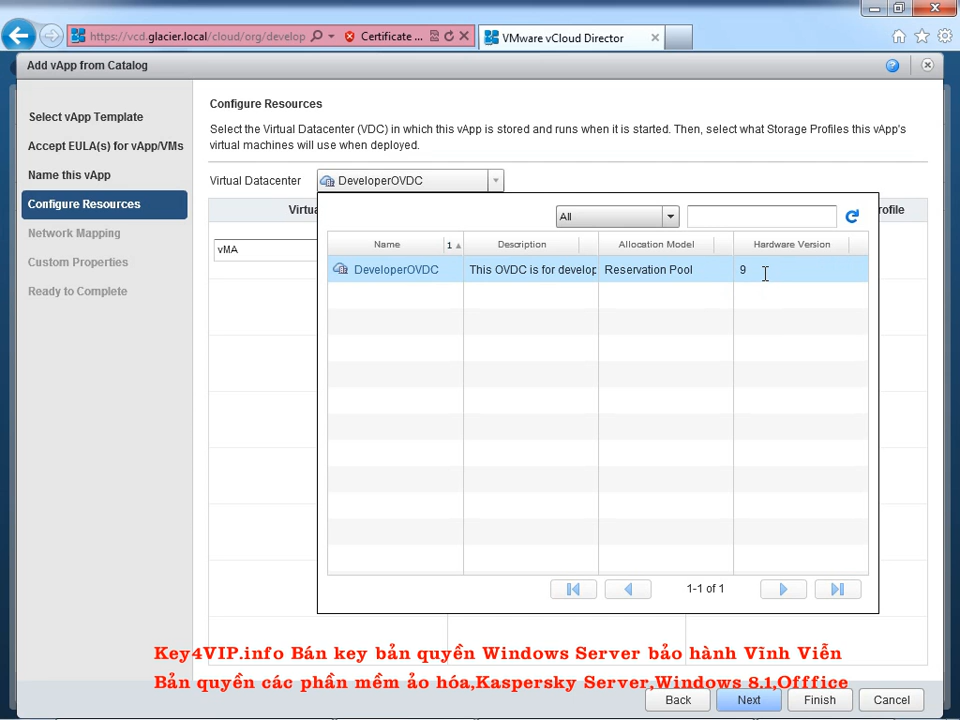 https://vcd.glacier.local/cloud/org/develop
Certificate ...
VMware vCloud Director
Add vApp from Catalog
Select vApp Template
Accept EULA(s) for vApp/VMs
Name this vApp
Configure Resources
Network Mapping
Custom Properties
Ready to Complete
Configure Resources
Select the Virtual Datacenter (VDC) in which this vApp is stored and runs when it is started. Then, select what Storage Profiles this vApp's
virtual machines will use when deployed.
Virtual Datacenter
DeveloperOVDC
Virtu
ofile
vMA
All
Name 1 Description Allocation Model Hardware Version
DeveloperOVDC This OVDC is for develop Reservation Pool 9
1-1 of 1
Key4VIP.info Bán key bản quyền Windows Server bảo hành Vĩnh Viễn
Bản quyền các phần mềm ảo hóa,Kaspersky Server,Windows 8.1,Offfice
Back Next Finish Cancel